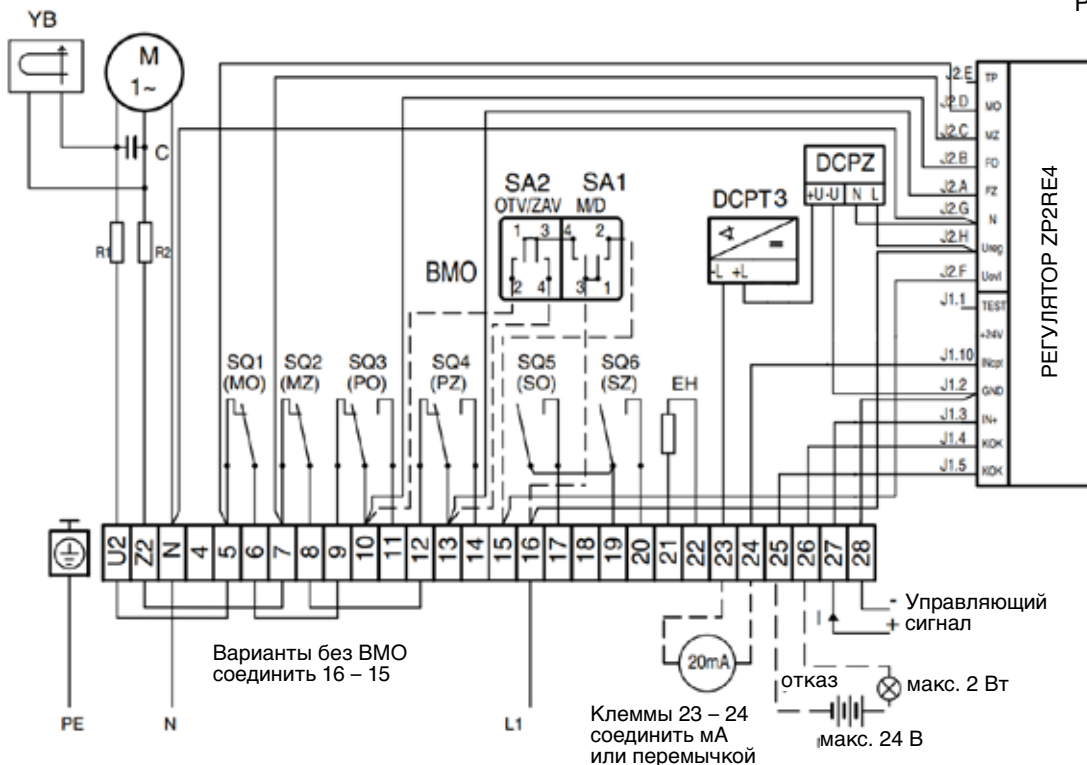 Р
YB
M
1~
C
R1
R2
BMO
SA2
SA1
OTV/ZAV
M/D
1 3
4 2
2 4
3 1
DCPT3
-L +L
DCPZ
+U -U N L
J2.E TP
J2.D MO
J2.C MZ
J2.B FO
J2.A FZ
J2.G N
J2.H Ureg
J2.F Uovl
J1.1 TEST
+24V
J1.10 INcpt
J1.2 GND
J1.3 IN+
J1.4 KOK
J1.5 KOK
РЕГУЛЯТОР ZP2RE4
SQ1
(MO)
SQ2
(MZ)
SQ3
(PO)
SQ4
(PZ)
SQ5
(SO)
SQ6
(SZ)
EH
U2 Z2 N 4 5 6 7 8 9 10 11 12 13 14 15 16 17 18 19 20 21 22 23 24 25 26 27 28
Варианты без ВМО
соединить 16 – 15
PE
N
L1
20mA
Клеммы 23 – 24
соединить мА
или перемычкой
I
- Управляющий
+ сигнал
отказ
макс. 2 Вт
макс. 24 В